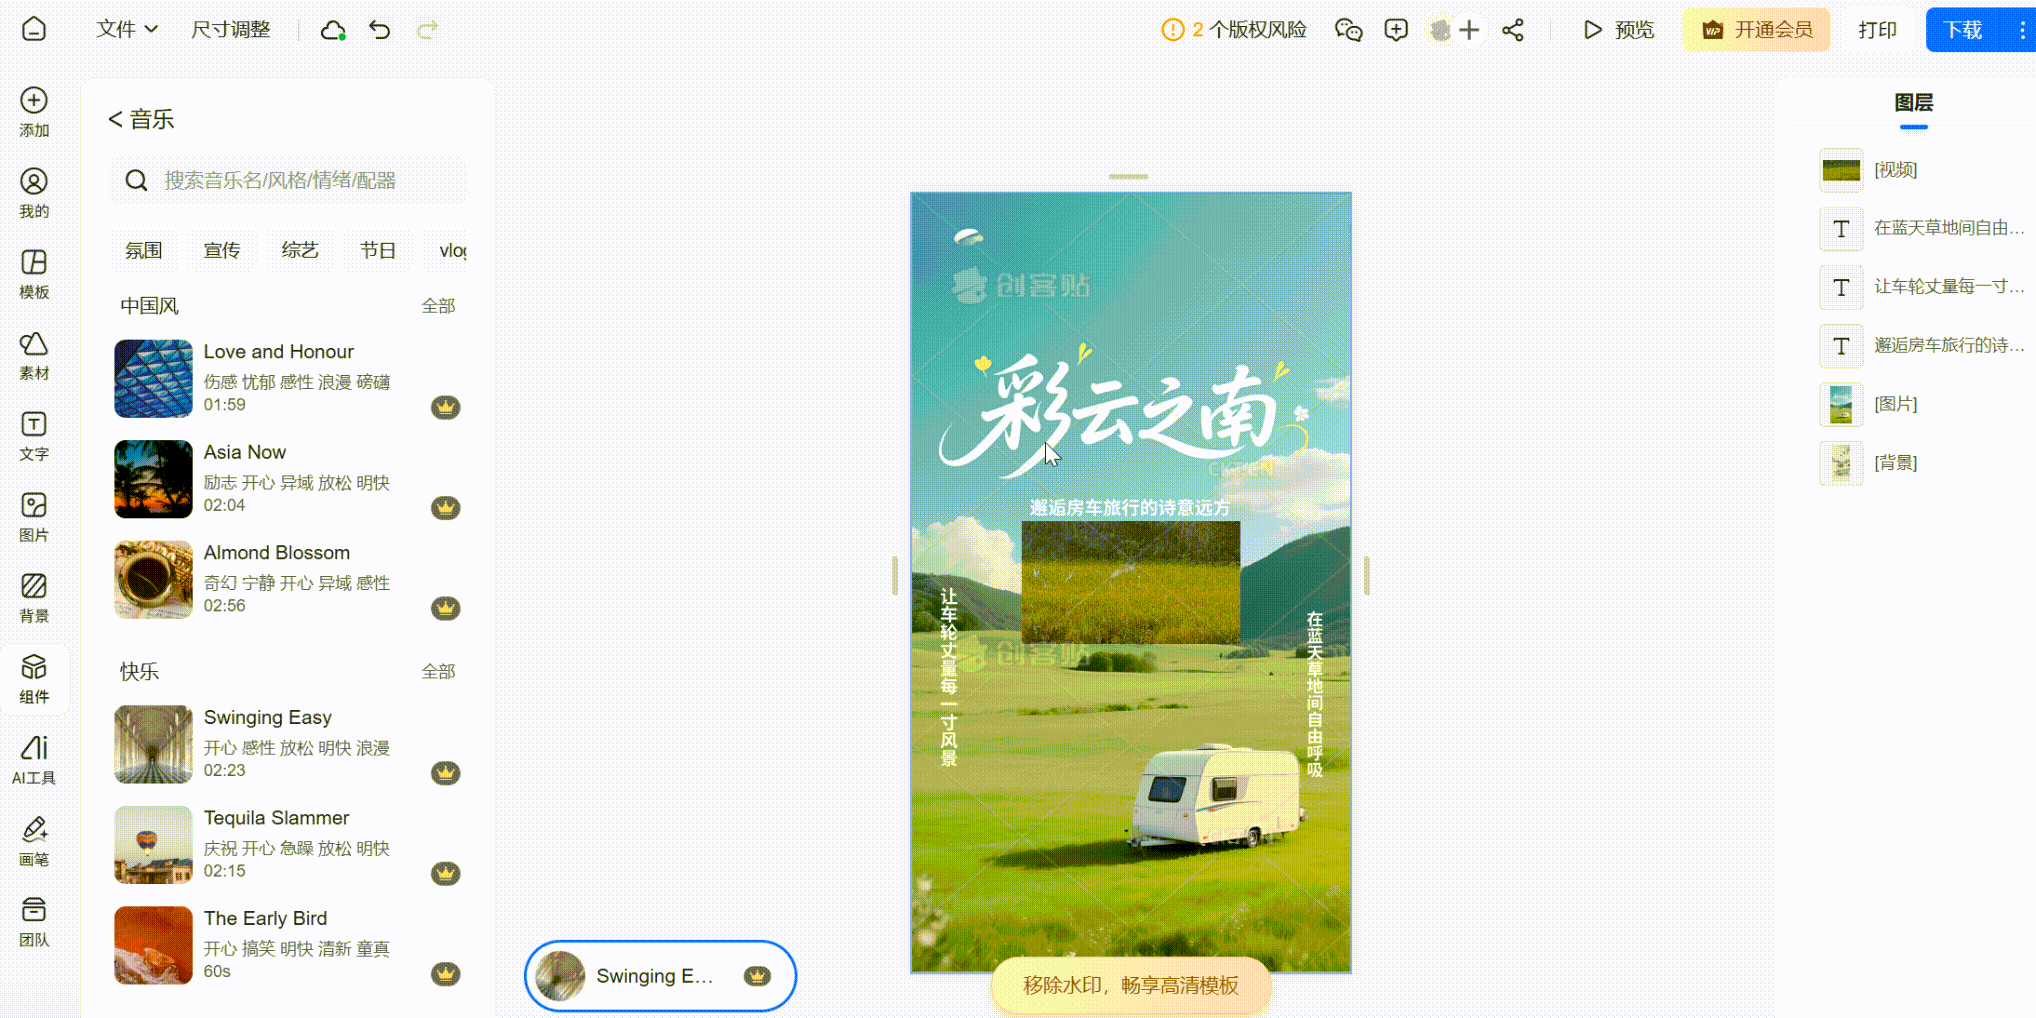 文件
尺寸调整
2 个版权风险
预览
VIP
开通会员
打印
下载
添加
我的
模板
素材
文字
图片
背景
组件
AI工具
画笔
团队
< 音乐
搜索音乐名/风格/情绪/配器
氛围
宣传
综艺
节日
vlog
中国风
全部
Love and Honour
伤感 忧郁 感性 浪漫 磅礴
01:59
Asia Now
励志 开心 异域 放松 明快
02:04
Almond Blossom
奇幻 宁静 开心 异域 感性
02:56
快乐
全部
Swinging Easy
开心 感性 放松 明快 浪漫
02:23
Tequila Slammer
庆祝 开心 急躁 放松 明快
02:15
The Early Bird
开心 搞笑 明快 清新 童真
60s
Swinging E...
创客贴
彩云之南
邂逅房车旅行的诗意远方
让车轮丈量每一寸风景
在蓝天草地间自由呼吸
创客贴
移除水印，畅享高清模板
图层
[视频]
在蓝天草地间自由...
让车轮丈量每一寸...
邂逅房车旅行的诗...
[图片]
[背景]